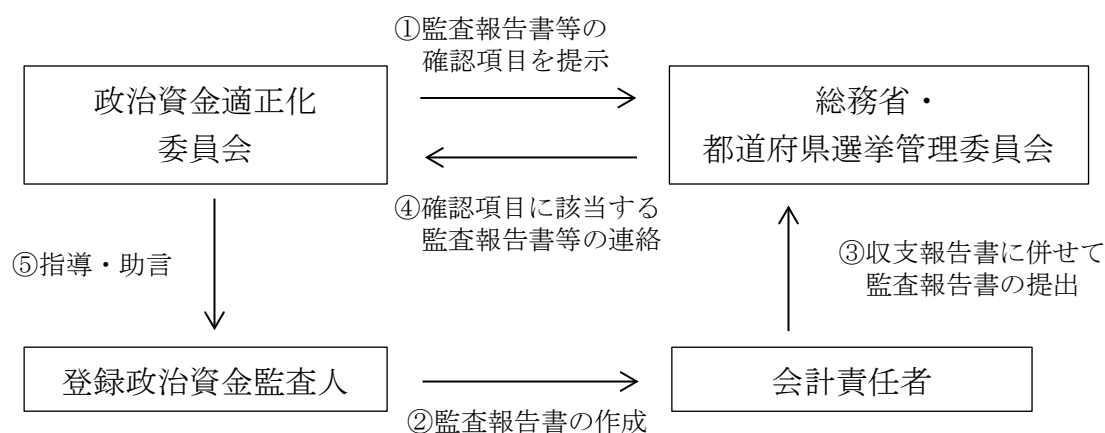 ①監査報告書等の
確認項目を提示
政治資金適正化
委員会
総務省・
都道府県選挙管理委員会
④確認項目に該当する
監査報告書等の連絡
⑤指導・助言
③収支報告書に併せて
監査報告書の提出
登録政治資金監査人
会計責任者
②監査報告書の作成